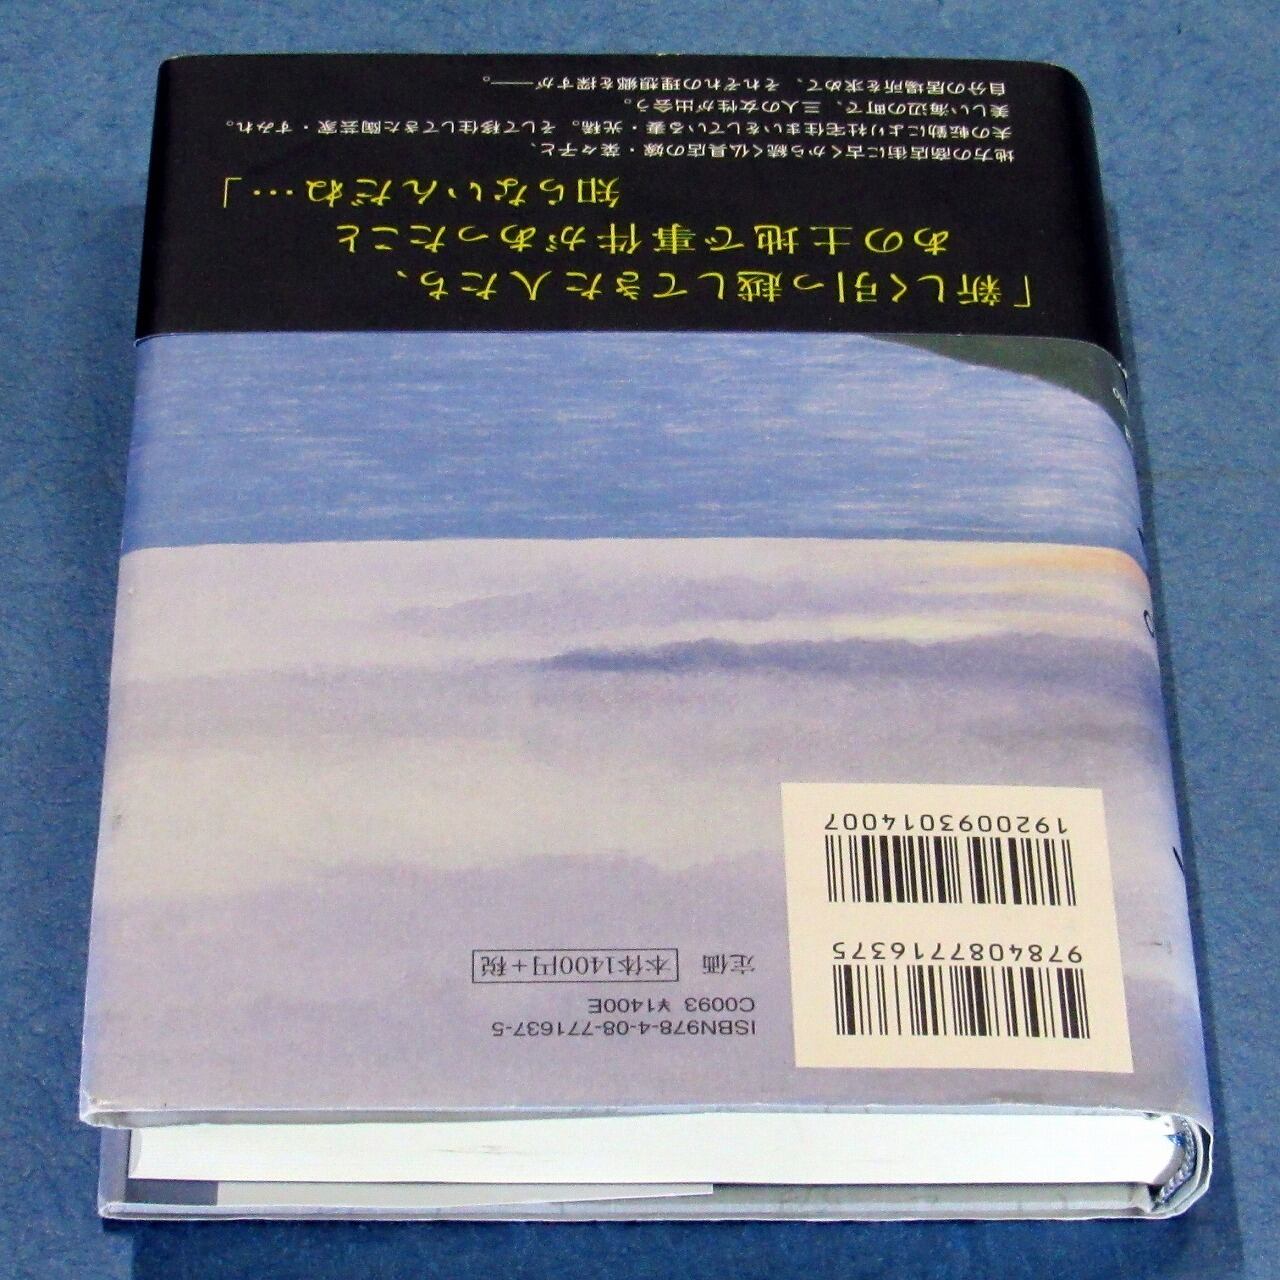 ISBN978-4-08-771637-5
C0093 ¥1400E
定価 本体1400円+税
9784087716375
1920093014007
「新しく引っ越してきた人たち、
あの土地で事件があったこと
知らないんだね…」
地方の商店街に古くから続く仏具店の嫁・菜々子と、
夫の転勤により社宅住まいをしている妻・光稀。そして移住してきた陶芸家・すみれ。
美しい海辺の町で、三人の女性が出会う。
自分の居場所を求めて、それぞれの理想郷を探すが——。